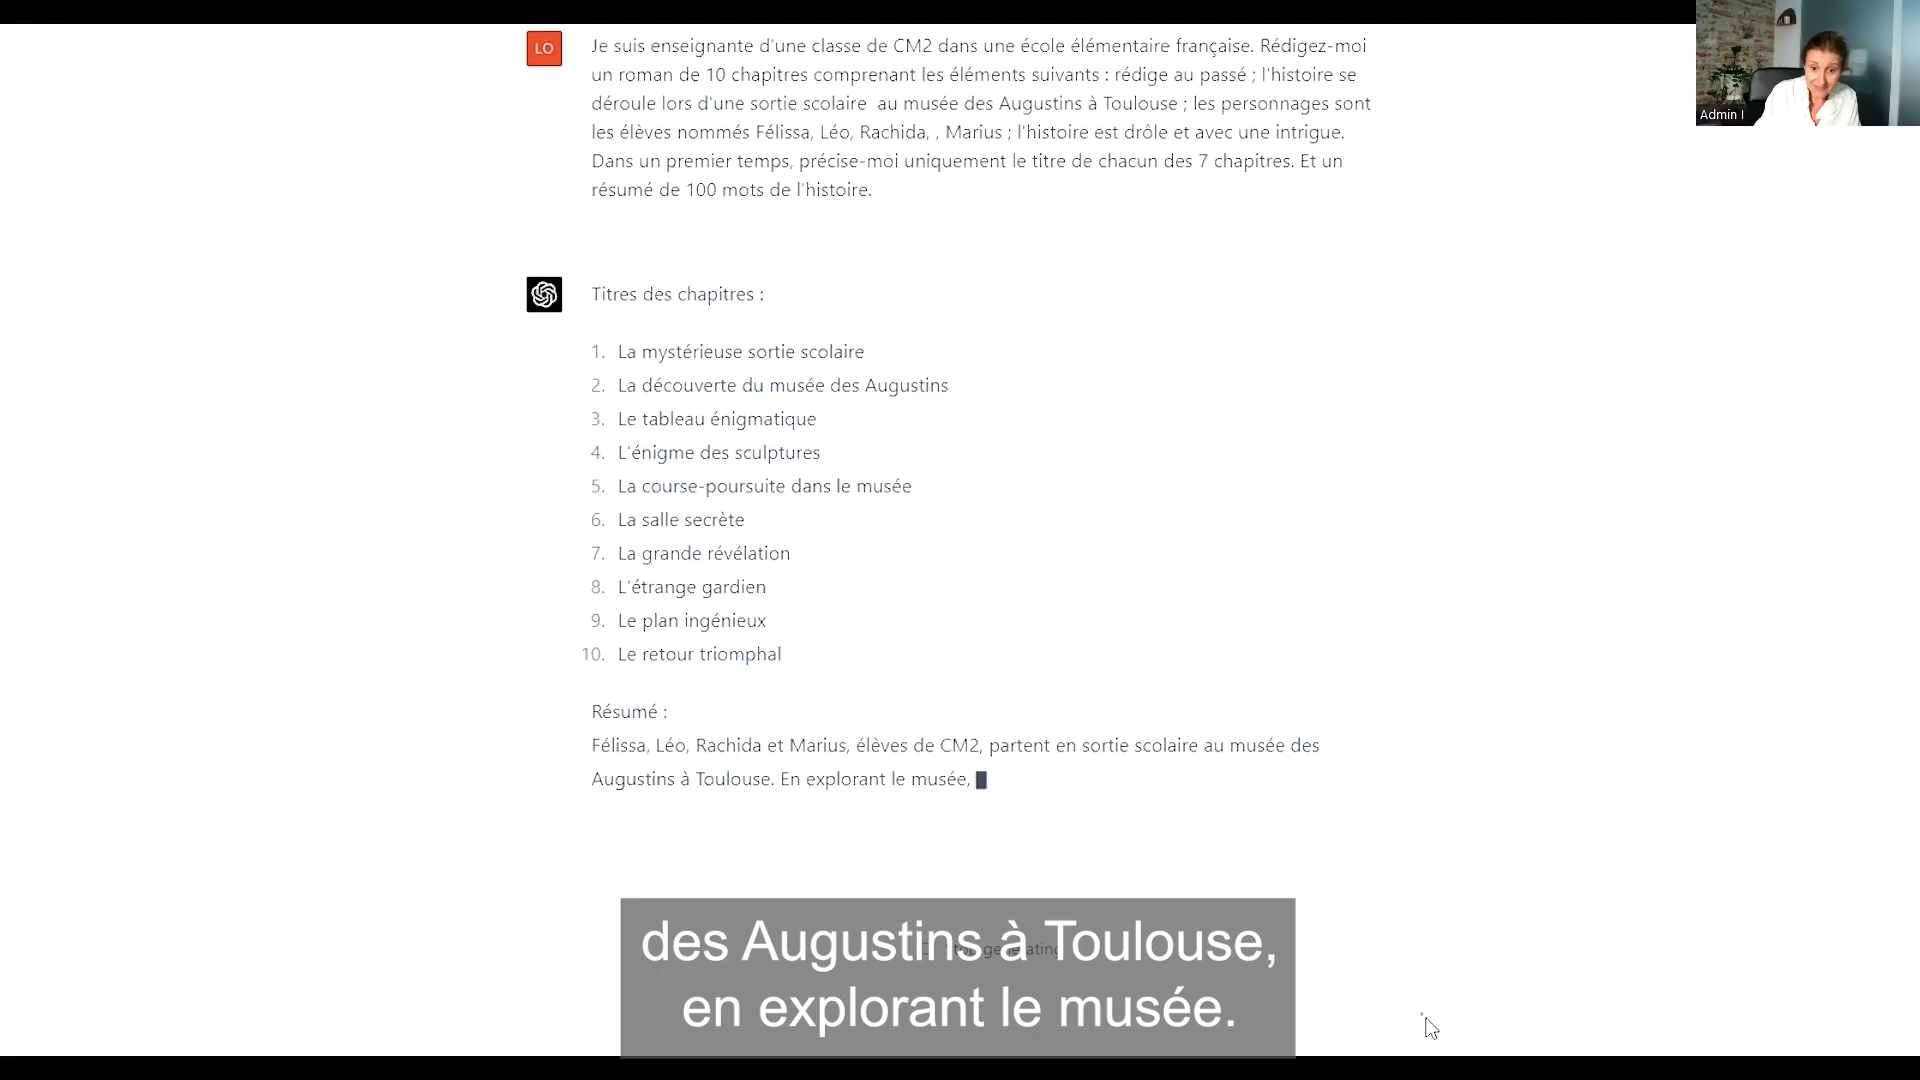 LO
Je suis enseignante d'une classe de CM2 dans une école élémentaire française. Rédigez-moi
un roman de 10 chapitres comprenant les éléments suivants : rédige au passé ; l'histoire se
déroule lors d'une sortie scolaire  au musée des Augustins à Toulouse ; les personnages sont
les élèves nommés Félissa, Léo, Rachida, , Marius ; l'histoire est drôle et avec une intrigue.
Dans un premier temps, précise-moi uniquement le titre de chacun des 7 chapitres. Et un
résumé de 100 mots de l'histoire.
Admin I
Titres des chapitres :
1. La mystérieuse sortie scolaire
2. La découverte du musée des Augustins
3. Le tableau énigmatique
4. L'énigme des sculptures
5. La course-poursuite dans le musée
6. La salle secrète
7. La grande révélation
8. L'étrange gardien
9. Le plan ingénieux
10. Le retour triomphal
Résumé :
Félissa, Léo, Rachida et Marius, élèves de CM2, partent en sortie scolaire au musée des
Augustins à Toulouse. En explorant le musée,
des Augustins à Toulouse,
en explorant le musée.